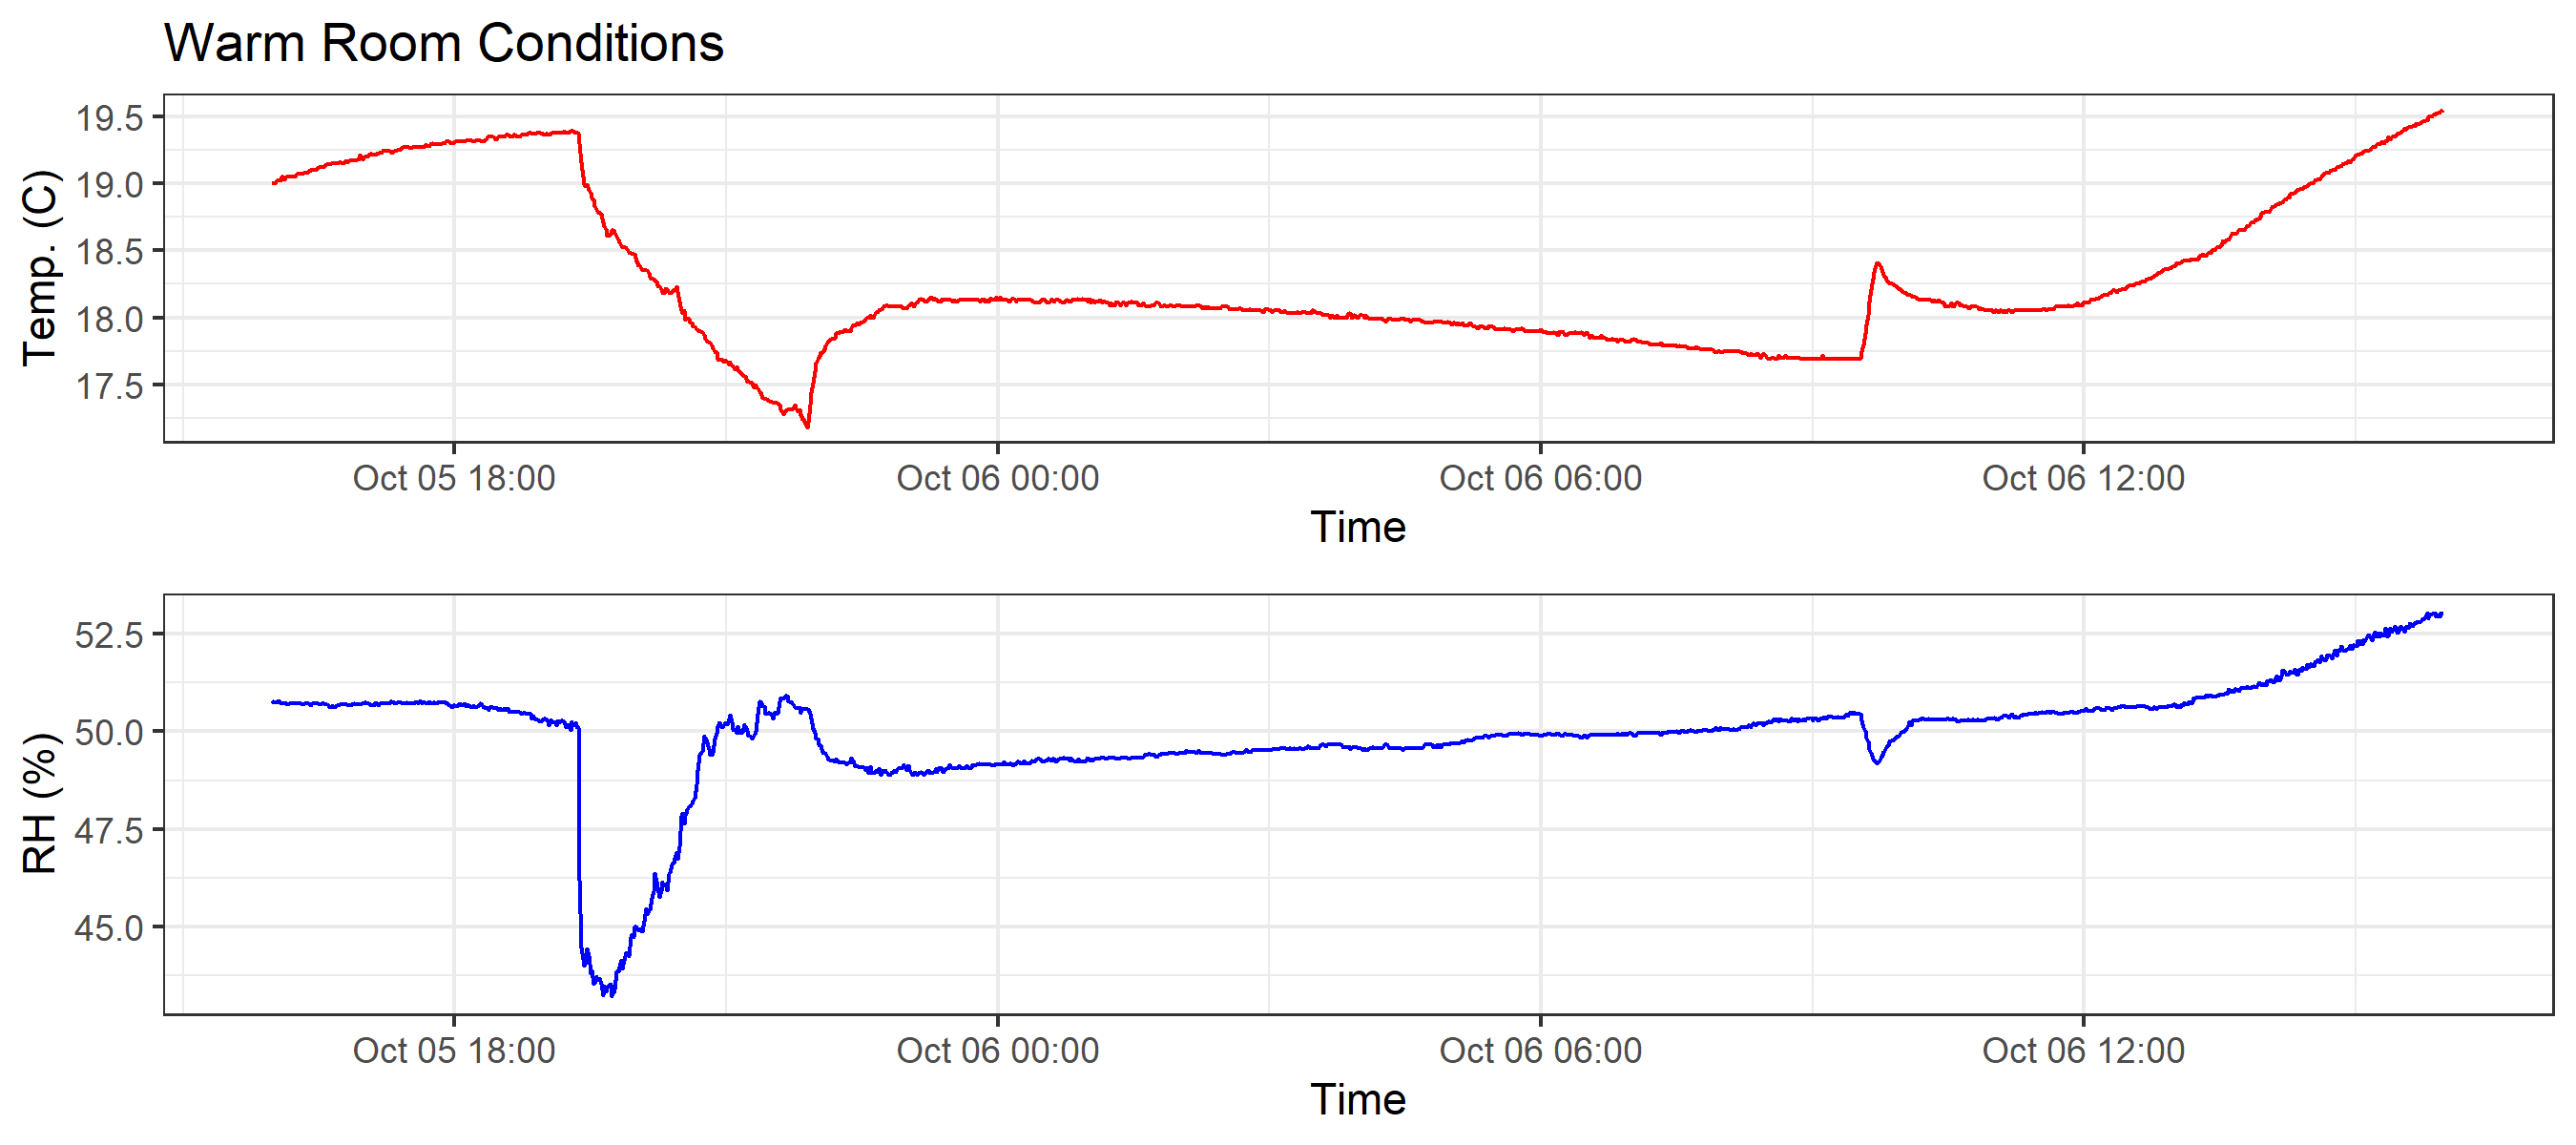 Warm Room Conditions
Temp. (C)
19.5
19.0
18.5
18.0
17.5
Oct 05 18:00 Oct 06 00:00 Oct 06 06:00 Oct 06 12:00
Time
RH (%)
52.5
50.0
47.5
45.0
Oct 05 18:00 Oct 06 00:00 Oct 06 06:00 Oct 06 12:00
Time